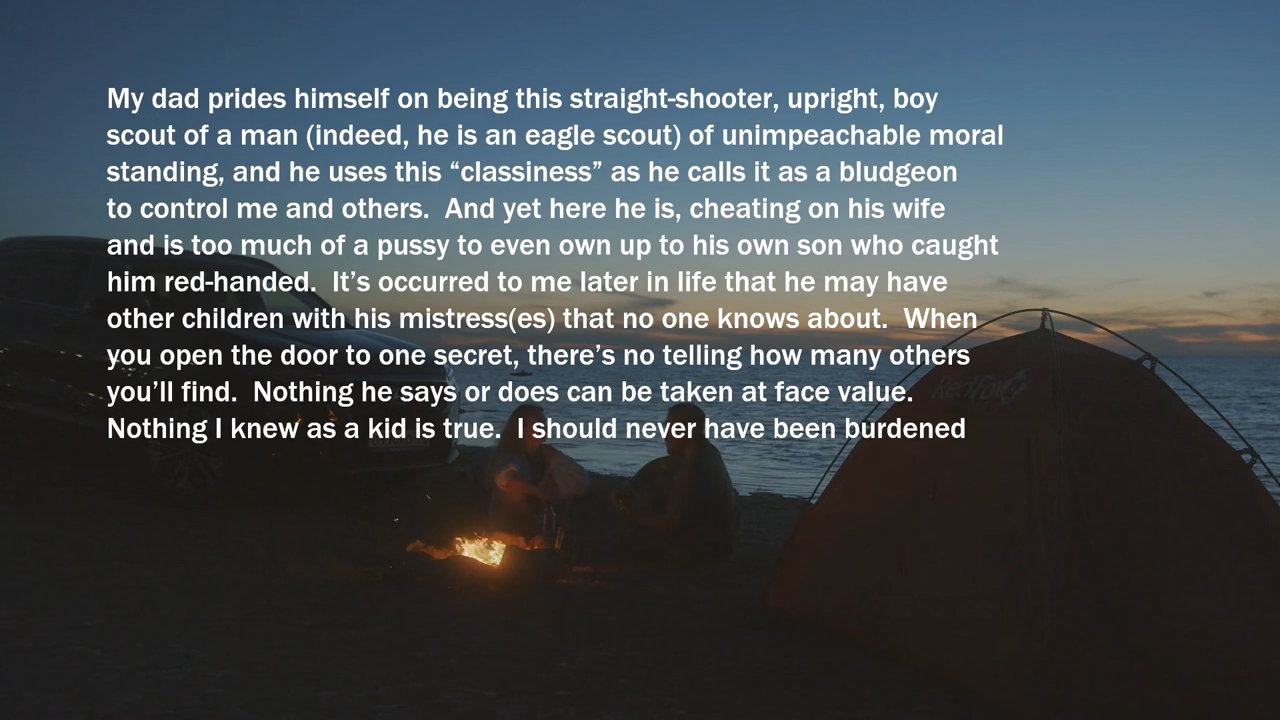 My dad prides himself on being this straight-shooter, upright, boy
scout of a man (indeed, he is an eagle scout) of unimpeachable moral
standing, and he uses this “classiness” as he calls it as a bludgeon
to control me and others.  And yet here he is, cheating on his wife
and is too much of a pussy to even own up to his own son who caught
him red-handed.  It’s occurred to me later in life that he may have
other children with his mistress(es) that no one knows about.  When
you open the door to one secret, there’s no telling how many others
you’ll find.  Nothing he says or does can be taken at face value.
Nothing I knew as a kid is true.  I should never have been burdened